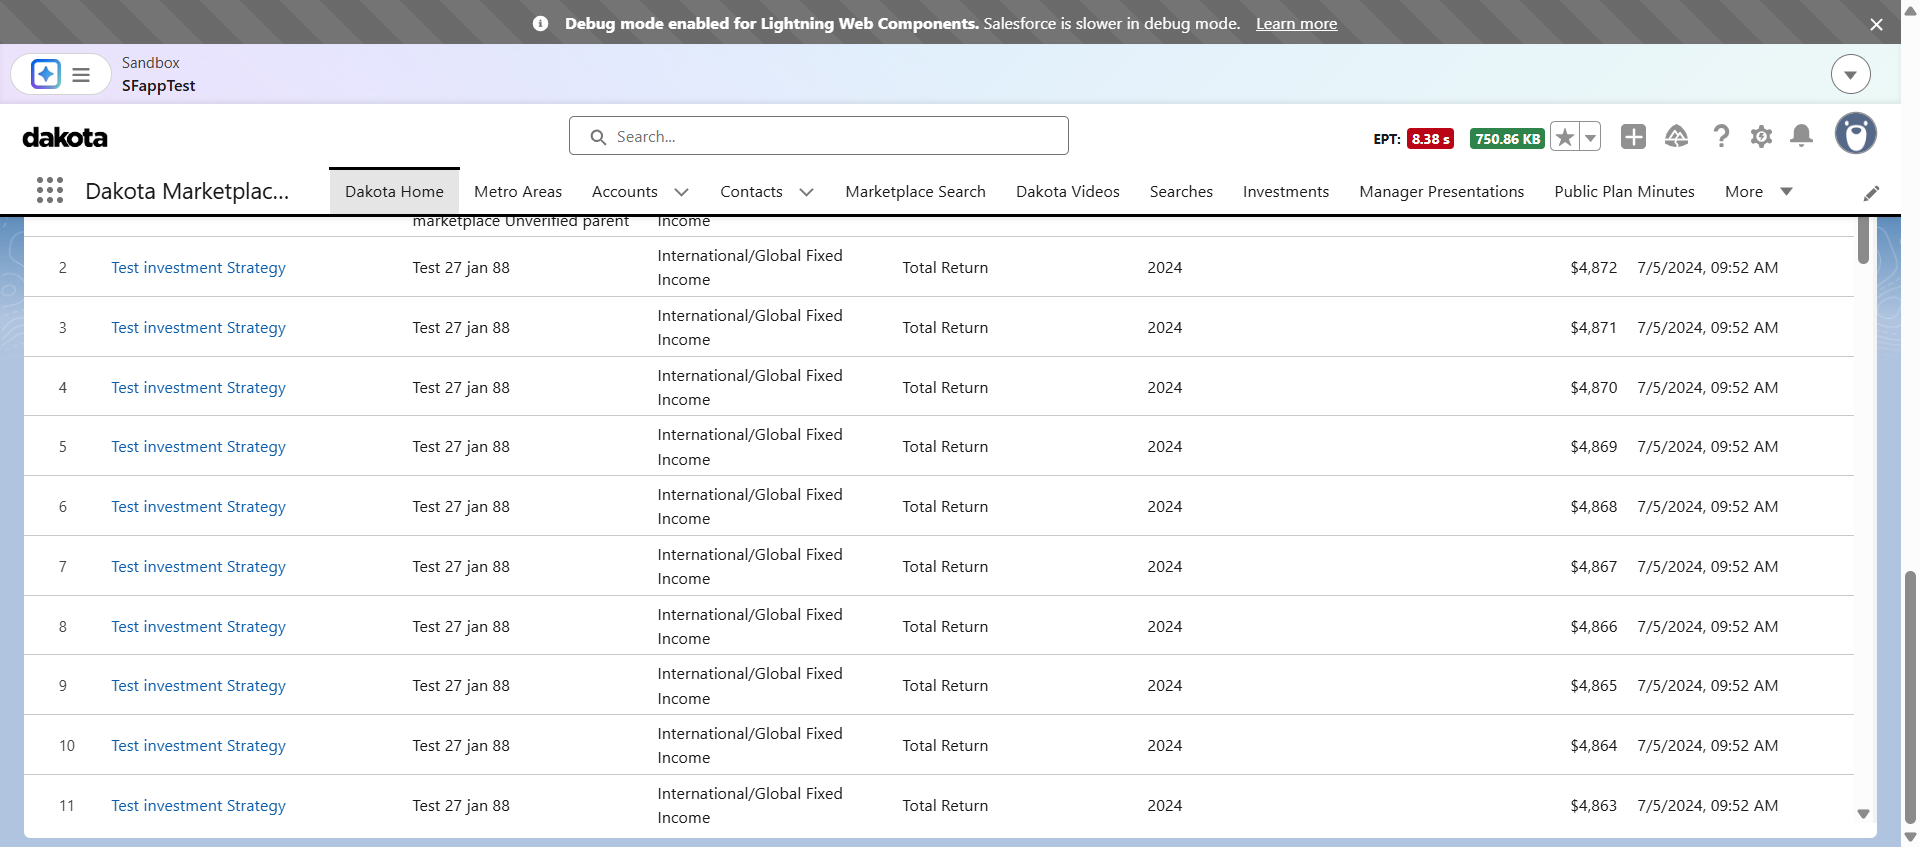 Debug mode enabled for Lightning Web Components. Salesforce is slower in debug mode. Learn more
Sandbox
SFappTest
dakota
Search...
EPT: 8.38 s 750.86 KB
Dakota Marketplac... Dakota Home Metro Areas Accounts Contacts Marketplace Search Dakota Videos Searches Investments Manager Presentations Public Plan Minutes More
marketplace Unverified parent Income
2 Test investment Strategy Test 27 jan 88 International/Global Fixed Income Total Return 2024 $4,872 7/5/2024, 09:52 AM
3 Test investment Strategy Test 27 jan 88 International/Global Fixed Income Total Return 2024 $4,871 7/5/2024, 09:52 AM
4 Test investment Strategy Test 27 jan 88 International/Global Fixed Income Total Return 2024 $4,870 7/5/2024, 09:52 AM
5 Test investment Strategy Test 27 jan 88 International/Global Fixed Income Total Return 2024 $4,869 7/5/2024, 09:52 AM
6 Test investment Strategy Test 27 jan 88 International/Global Fixed Income Total Return 2024 $4,868 7/5/2024, 09:52 AM
7 Test investment Strategy Test 27 jan 88 International/Global Fixed Income Total Return 2024 $4,867 7/5/2024, 09:52 AM
8 Test investment Strategy Test 27 jan 88 International/Global Fixed Income Total Return 2024 $4,866 7/5/2024, 09:52 AM
9 Test investment Strategy Test 27 jan 88 International/Global Fixed Income Total Return 2024 $4,865 7/5/2024, 09:52 AM
10 Test investment Strategy Test 27 jan 88 International/Global Fixed Income Total Return 2024 $4,864 7/5/2024, 09:52 AM
11 Test investment Strategy Test 27 jan 88 International/Global Fixed Income Total Return 2024 $4,863 7/5/2024, 09:52 AM